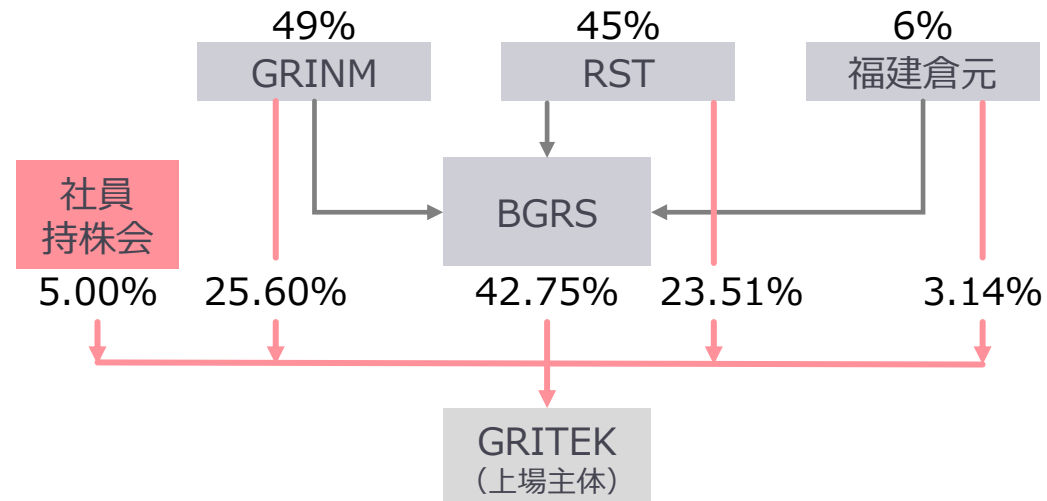 49%
45%
6%
GRINM
RST
福建倉元
社員
持株会
BGRS
5.00%
25.60%
42.75%
23.51%
3.14%
GRITEK
（上場主体）